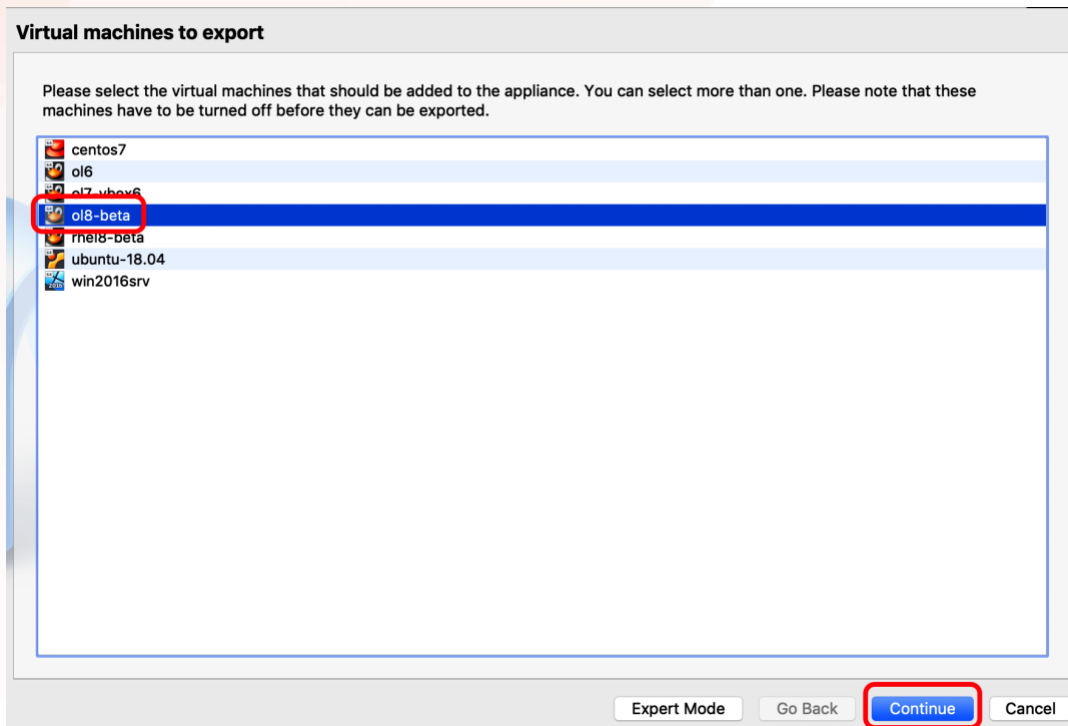 Virtual machines to export
Please select the virtual machines that should be added to the appliance. You can select more than one. Please note that these
machines have to be turned off before they can be exported.
centos7
ol6
ol7-vbox6
ol8-beta
rhel8-beta
ubuntu-18.04
win2016srv
Expert Mode
Go Back
Continue
Cancel